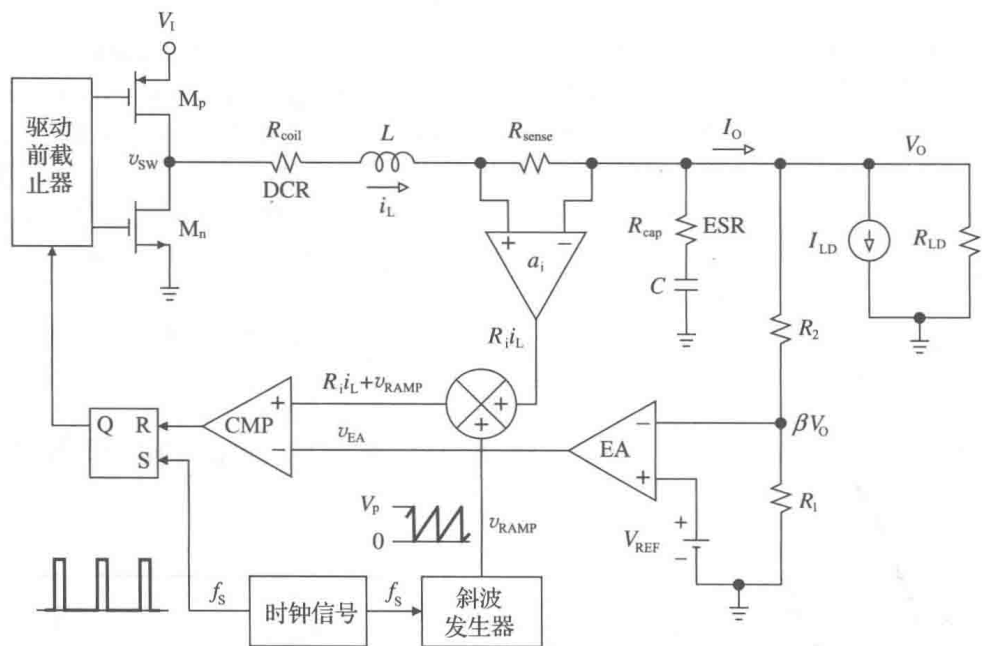 V_I
驱动
前截
止器
M_p
v_SW
M_n
R_coil
DCR
L
i_L
R_sense
+ −
a_i
R_i i_L
I_O
V_O
R_cap
ESR
C
I_LD
R_LD
R_2
βV_O
R_1
R_i i_L+v_RAMP
+
+
v_EA
CMP
+
−
Q
R
S
EA
−
+
V_REF
+
−
V_p
0
v_RAMP
f_S
时钟信号
f_S
斜波
发生器